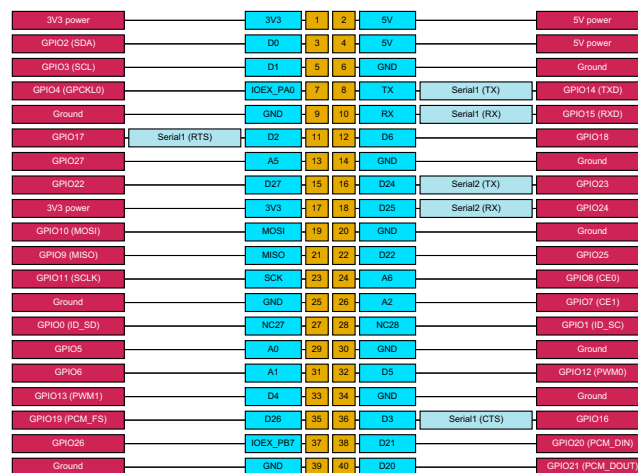 3V3 power 3V3 1 2 5V 5V power
GPIO2 (SDA) D0 3 4 5V 5V power
GPIO3 (SCL) D1 5 6 GND Ground
GPIO4 (GPCKL0) IOEX_PA0 7 8 TX Serial1 (TX) GPIO14 (TXD)
Ground GND 9 10 RX Serial1 (RX) GPIO15 (RXD)
GPIO17 Serial1 (RTS) D2 11 12 D6 GPIO18
GPIO27 A5 13 14 GND Ground
GPIO22 D27 15 16 D24 Serial2 (TX) GPIO23
3V3 power 3V3 17 18 D25 Serial2 (RX) GPIO24
GPIO10 (MOSI) MOSI 19 20 GND Ground
GPIO9 (MISO) MISO 21 22 D22 GPIO25
GPIO11 (SCLK) SCK 23 24 A6 GPIO8 (CE0)
Ground GND 25 26 A2 GPIO7 (CE1)
GPIO0 (ID_SD) NC27 27 28 NC28 GPIO1 (ID_SC)
GPIO5 A0 29 30 GND Ground
GPIO6 A1 31 32 D5 GPIO12 (PWM0)
GPIO13 (PWM1) D4 33 34 GND Ground
GPIO19 (PCM_FS) D26 35 36 D3 Serial1 (CTS) GPIO16
GPIO26 IOEX_PB7 37 38 D21 GPIO20 (PCM_DIN)
Ground GND 39 40 D20 GPIO21 (PCM_DOUT)